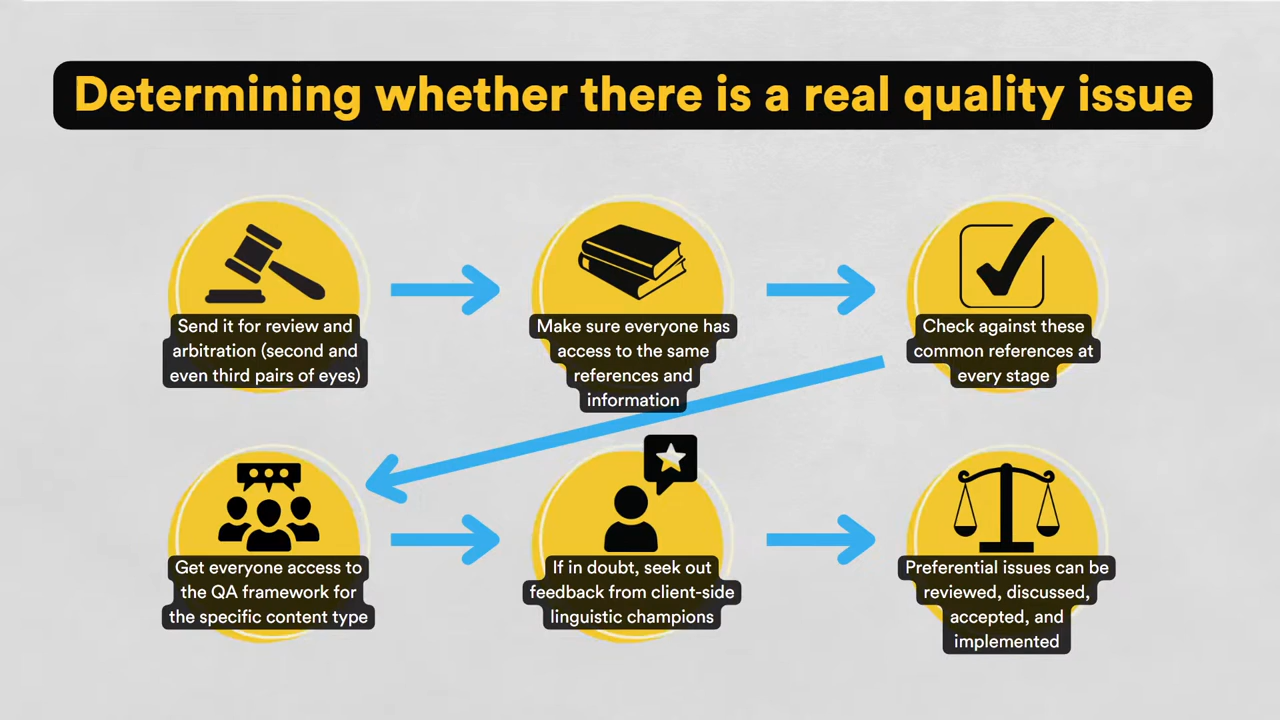 Determining whether there is a real quality issue
Send it for review and
arbitration (second and
even third pairs of eyes)
Make sure everyone has
access to the same
references and
information
Check against these
common references at
every stage
Get everyone access to
the QA framework for
the specific content type
If in doubt, seek out
feedback from client-side
linguistic champions
Preferential issues can be
reviewed, discussed,
accepted, and
implemented